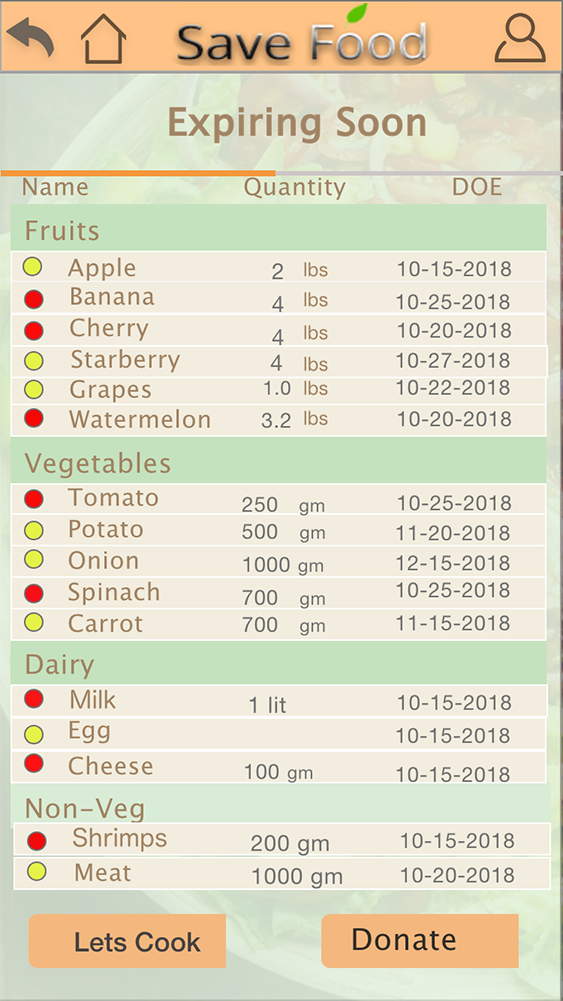 Save Food
Expiring Soon
Name Quantity DOE
Fruits
Apple 2 lbs 10-15-2018
Banana 4 lbs 10-25-2018
Cherry 4 lbs 10-20-2018
Starberry 4 lbs 10-27-2018
Grapes 1.0 lbs 10-22-2018
Watermelon 3.2 lbs 10-20-2018
Vegetables
Tomato 250 gm 10-25-2018
Potato 500 gm 11-20-2018
Onion 1000 gm 12-15-2018
Spinach 700 gm 10-25-2018
Carrot 700 gm 11-15-2018
Dairy
Milk 1 lit 10-15-2018
Egg 10-15-2018
Cheese 100 gm 10-15-2018
Non-Veg
Shrimps 200 gm 10-15-2018
Meat 1000 gm 10-20-2018
Lets Cook Donate